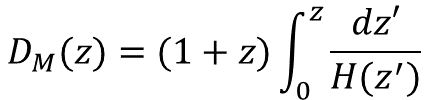 D_M(z) = (1 + z) ∫_0^z dz′/H(z′)